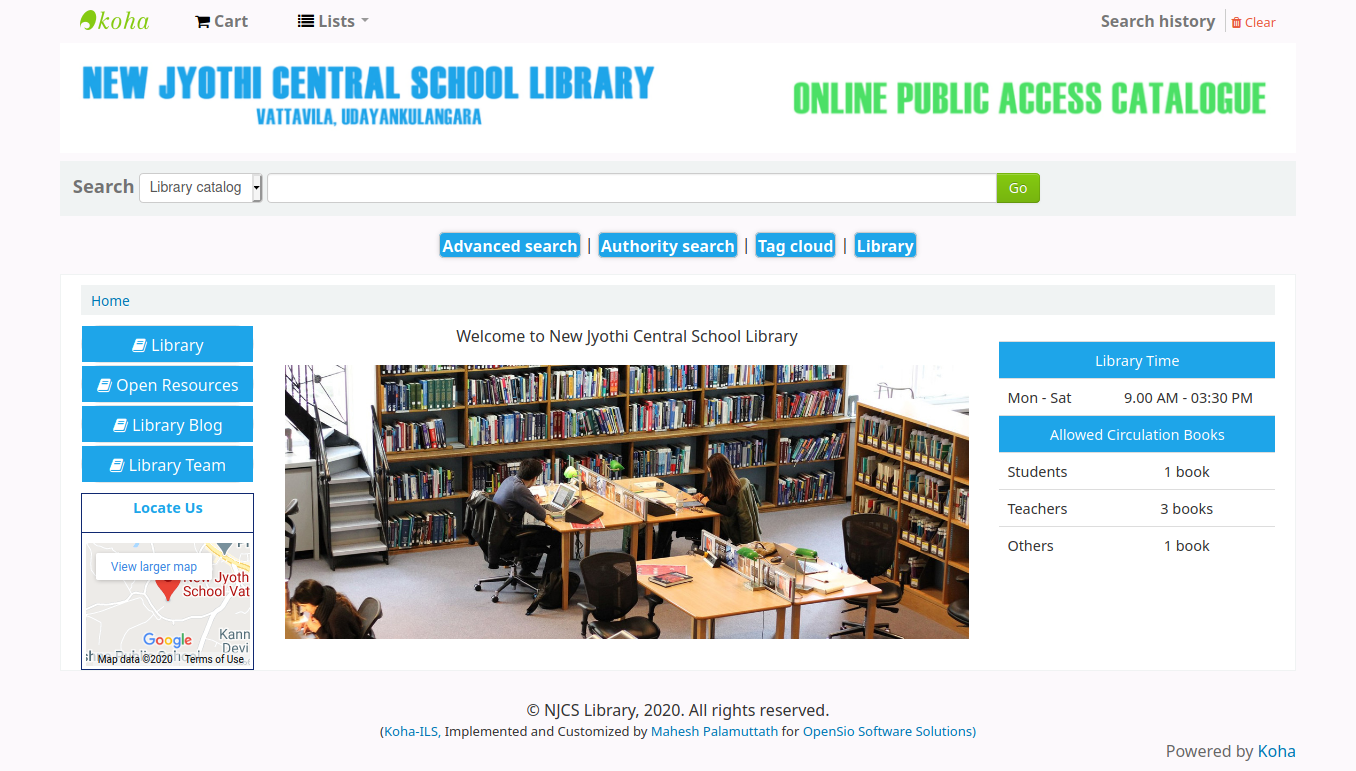 koha Cart Lists Search history Clear
NEW JYOTHI CENTRAL SCHOOL LIBRARY
VATTAVILA, UDAYANKULANGARA
ONLINE PUBLIC ACCESS CATALOGUE
Search Library catalog Go
Advanced search | Authority search | Tag cloud | Library
Home
Library
Open Resources
Library Blog
Library Team
Locate Us
View larger map
New Jyoth
School Vat
Google
Kann
Devi
Map data ©2020 Terms of Use
Welcome to New Jyothi Central School Library
Library Time
Mon - Sat 9.00 AM - 03:30 PM
Allowed Circulation Books
Students 1 book
Teachers 3 books
Others 1 book
© NJCS Library, 2020. All rights reserved.
(Koha-ILS, Implemented and Customized by Mahesh Palamuttath for OpenSio Software Solutions)
Powered by Koha